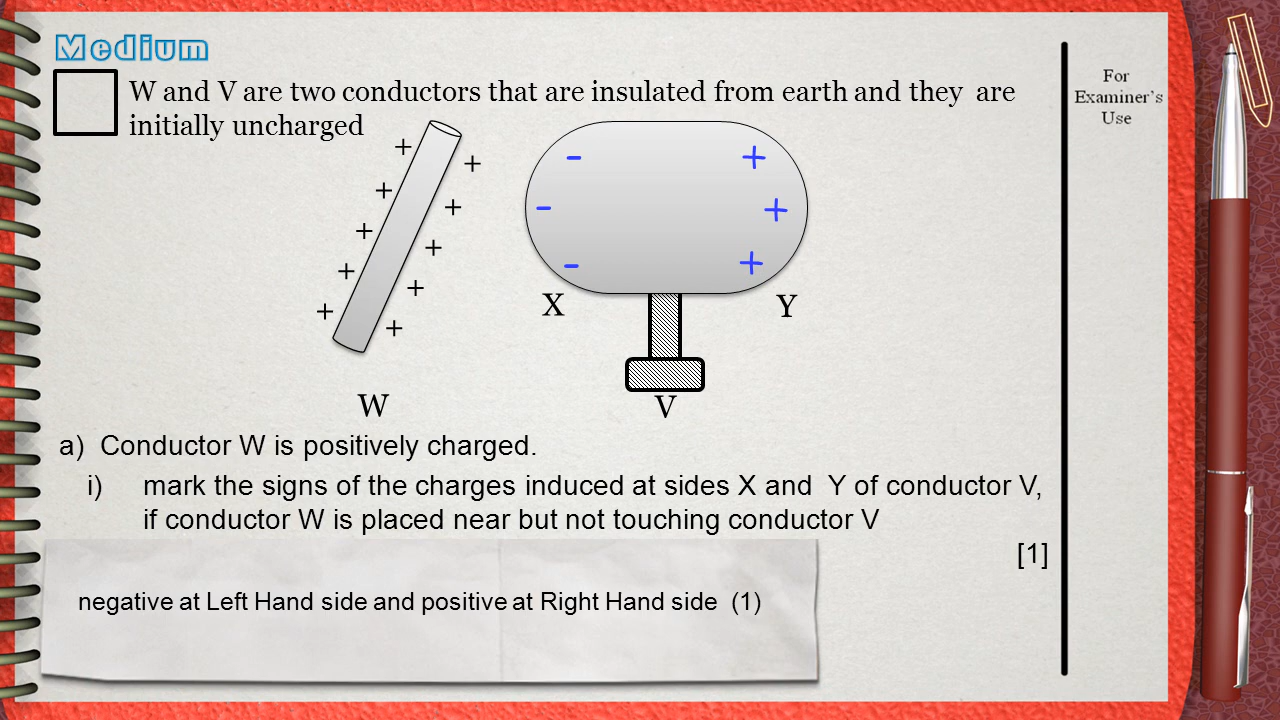 Medium
W and V are two conductors that are insulated from earth and they are
initially uncharged
For
Examiner's
Use
+ + + + + + + + + +
- - - + + +
X Y
W V
a) Conductor W is positively charged.
i) mark the signs of the charges induced at sides X and Y of conductor V,
if conductor W is placed near but not touching conductor V
[1]
negative at Left Hand side and positive at Right Hand side (1)